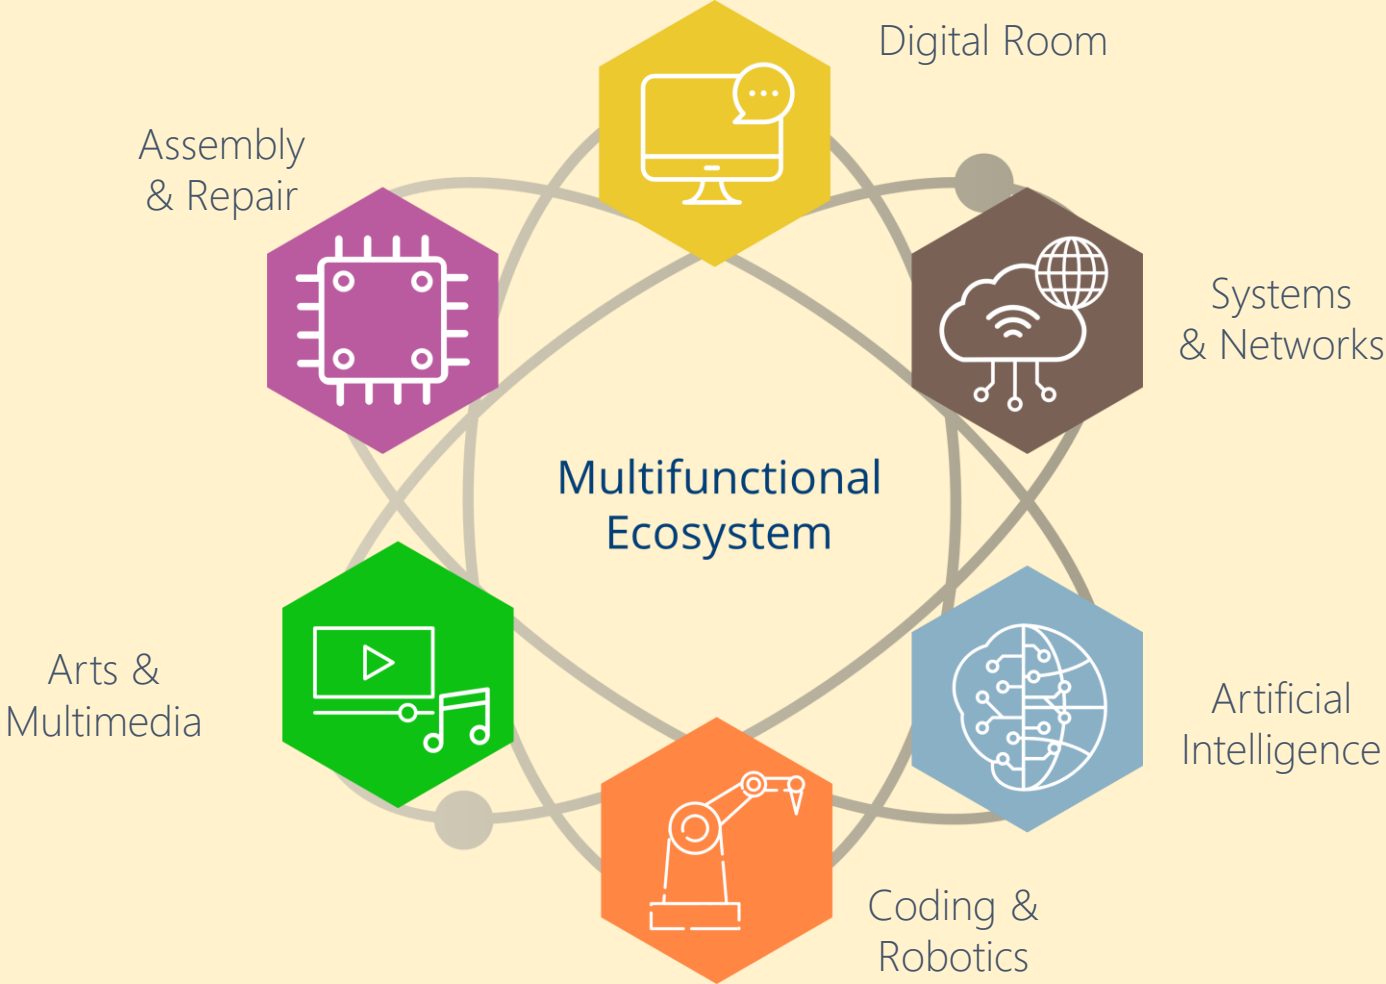 Digital Room
Assembly
& Repair
Systems
& Networks
Multifunctional
Ecosystem
Arts &
Multimedia
Artificial
Intelligence
Coding &
Robotics